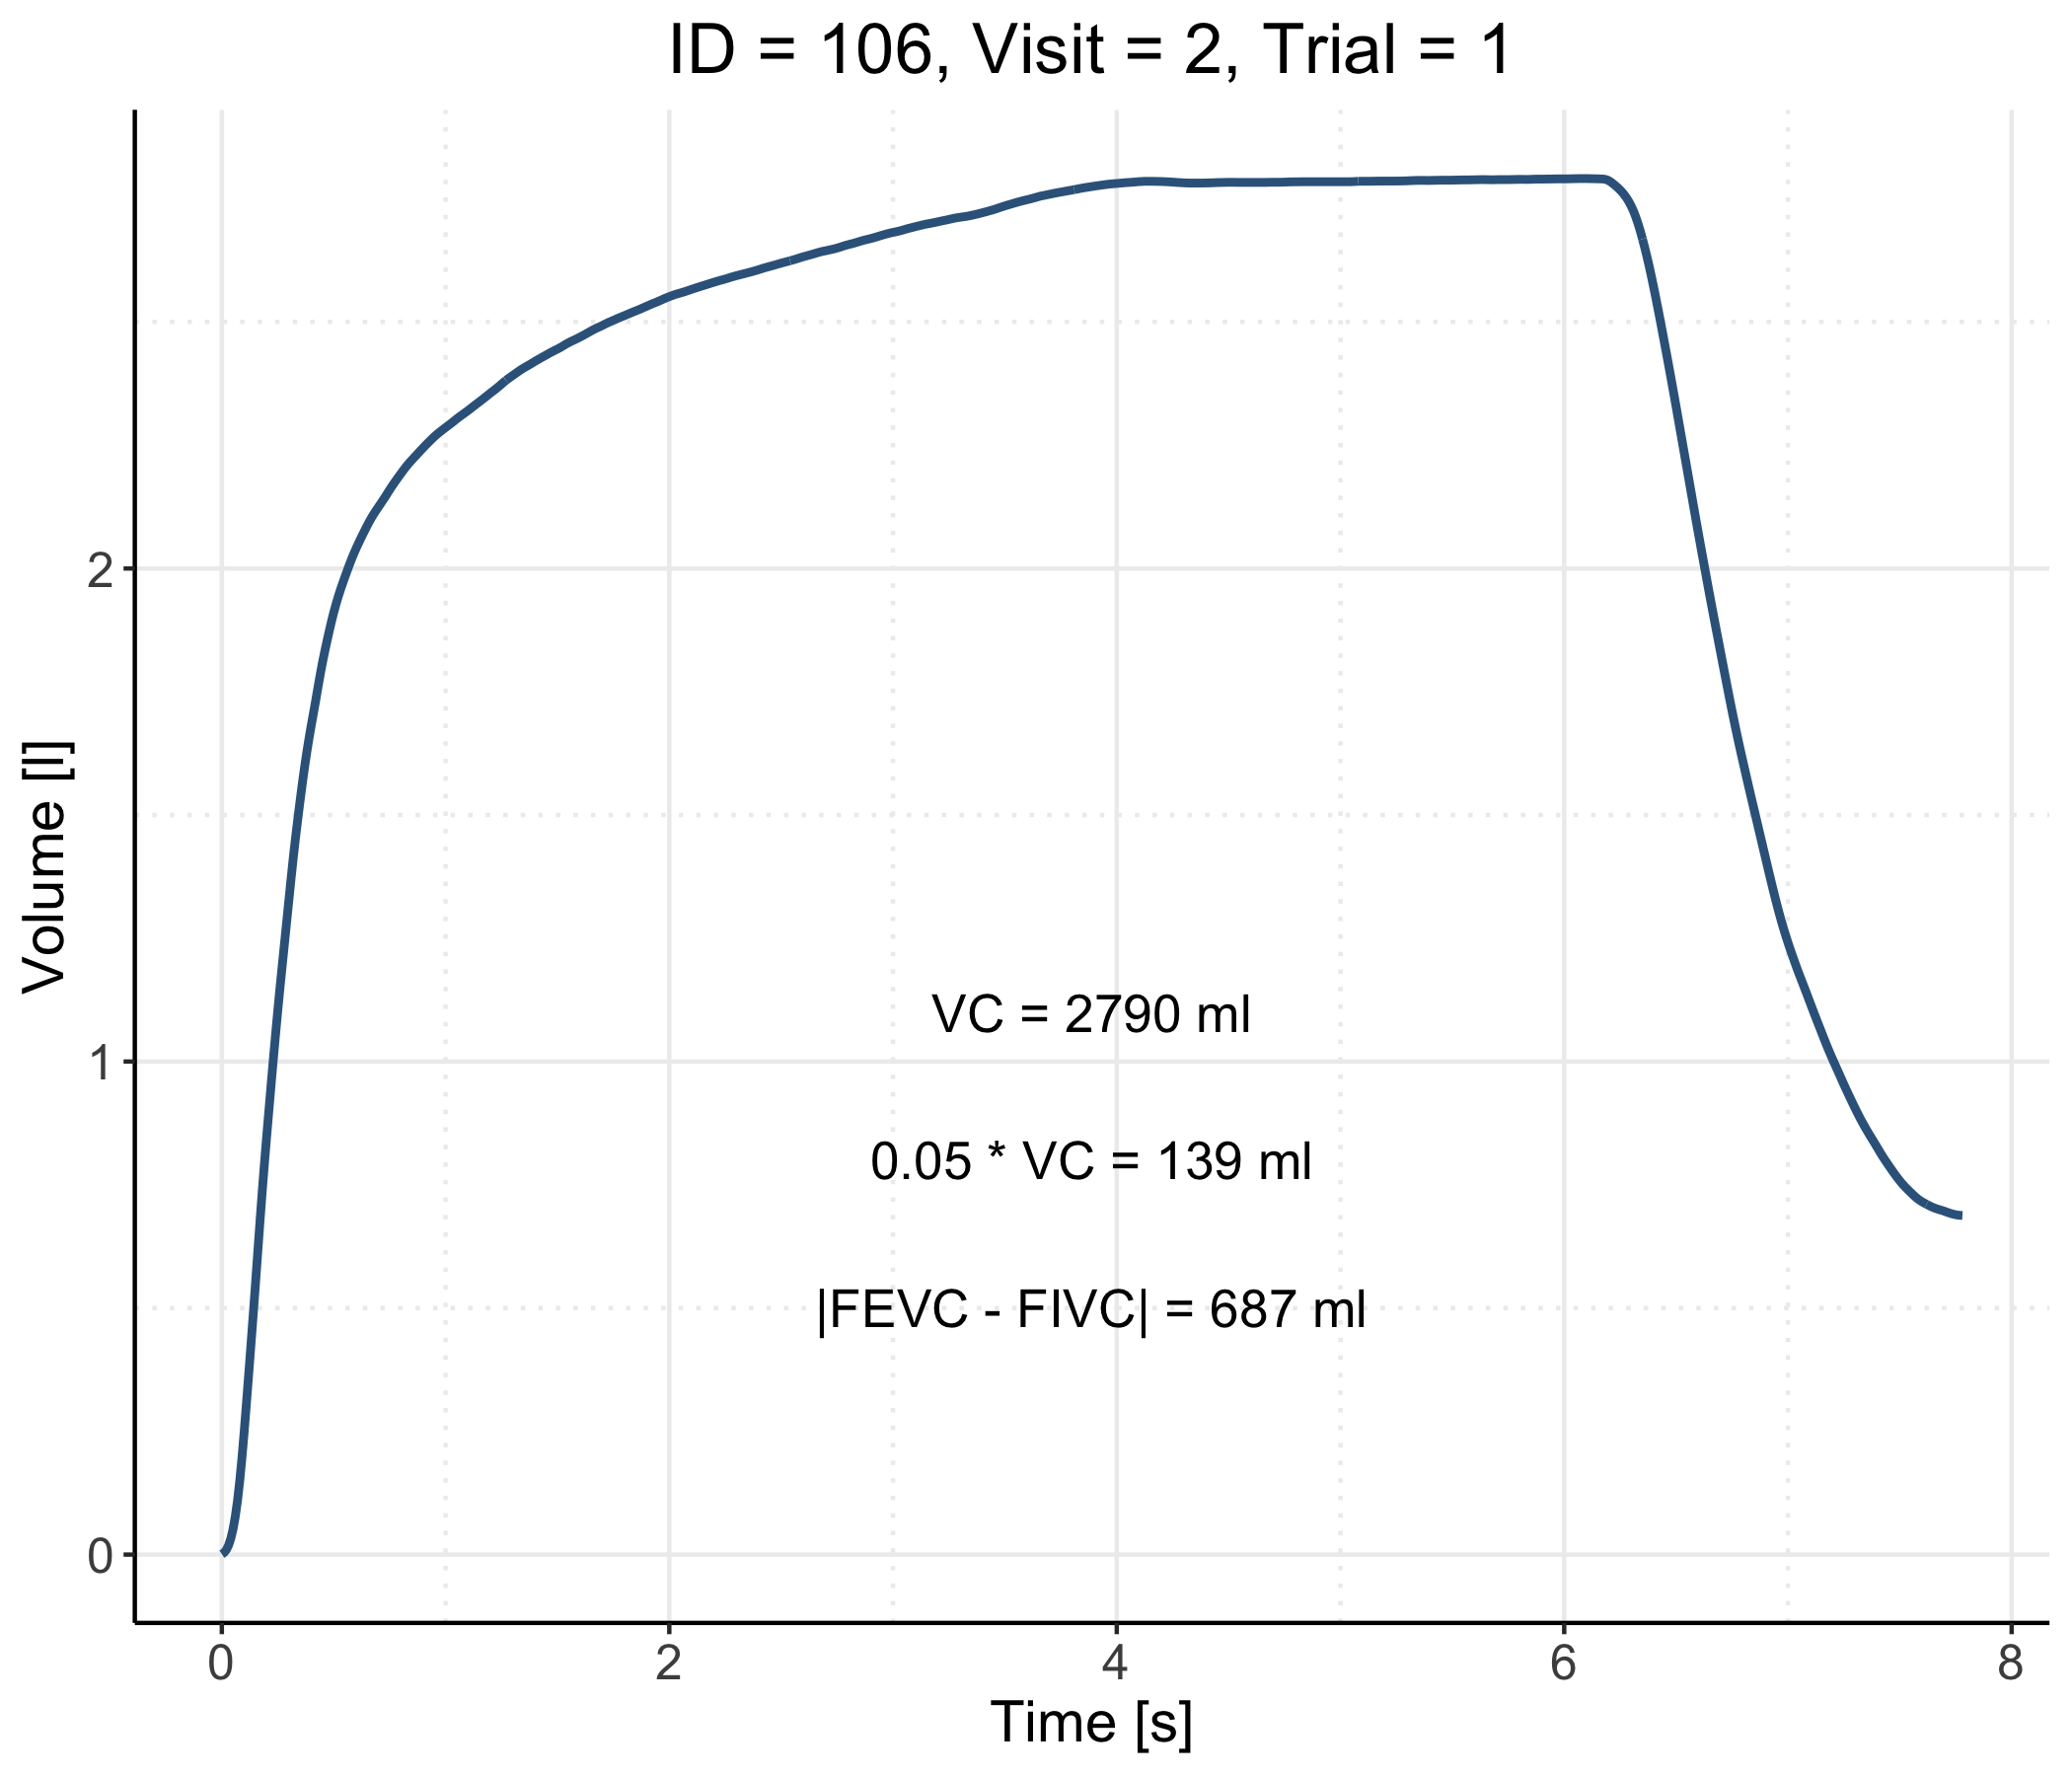 ID = 106, Visit = 2, Trial = 1
Volume [l]
2
1
0
VC = 2790 ml
0.05 * VC = 139 ml
|FEVC - FIVC| = 687 ml
0 2 4 6 8
Time [s]